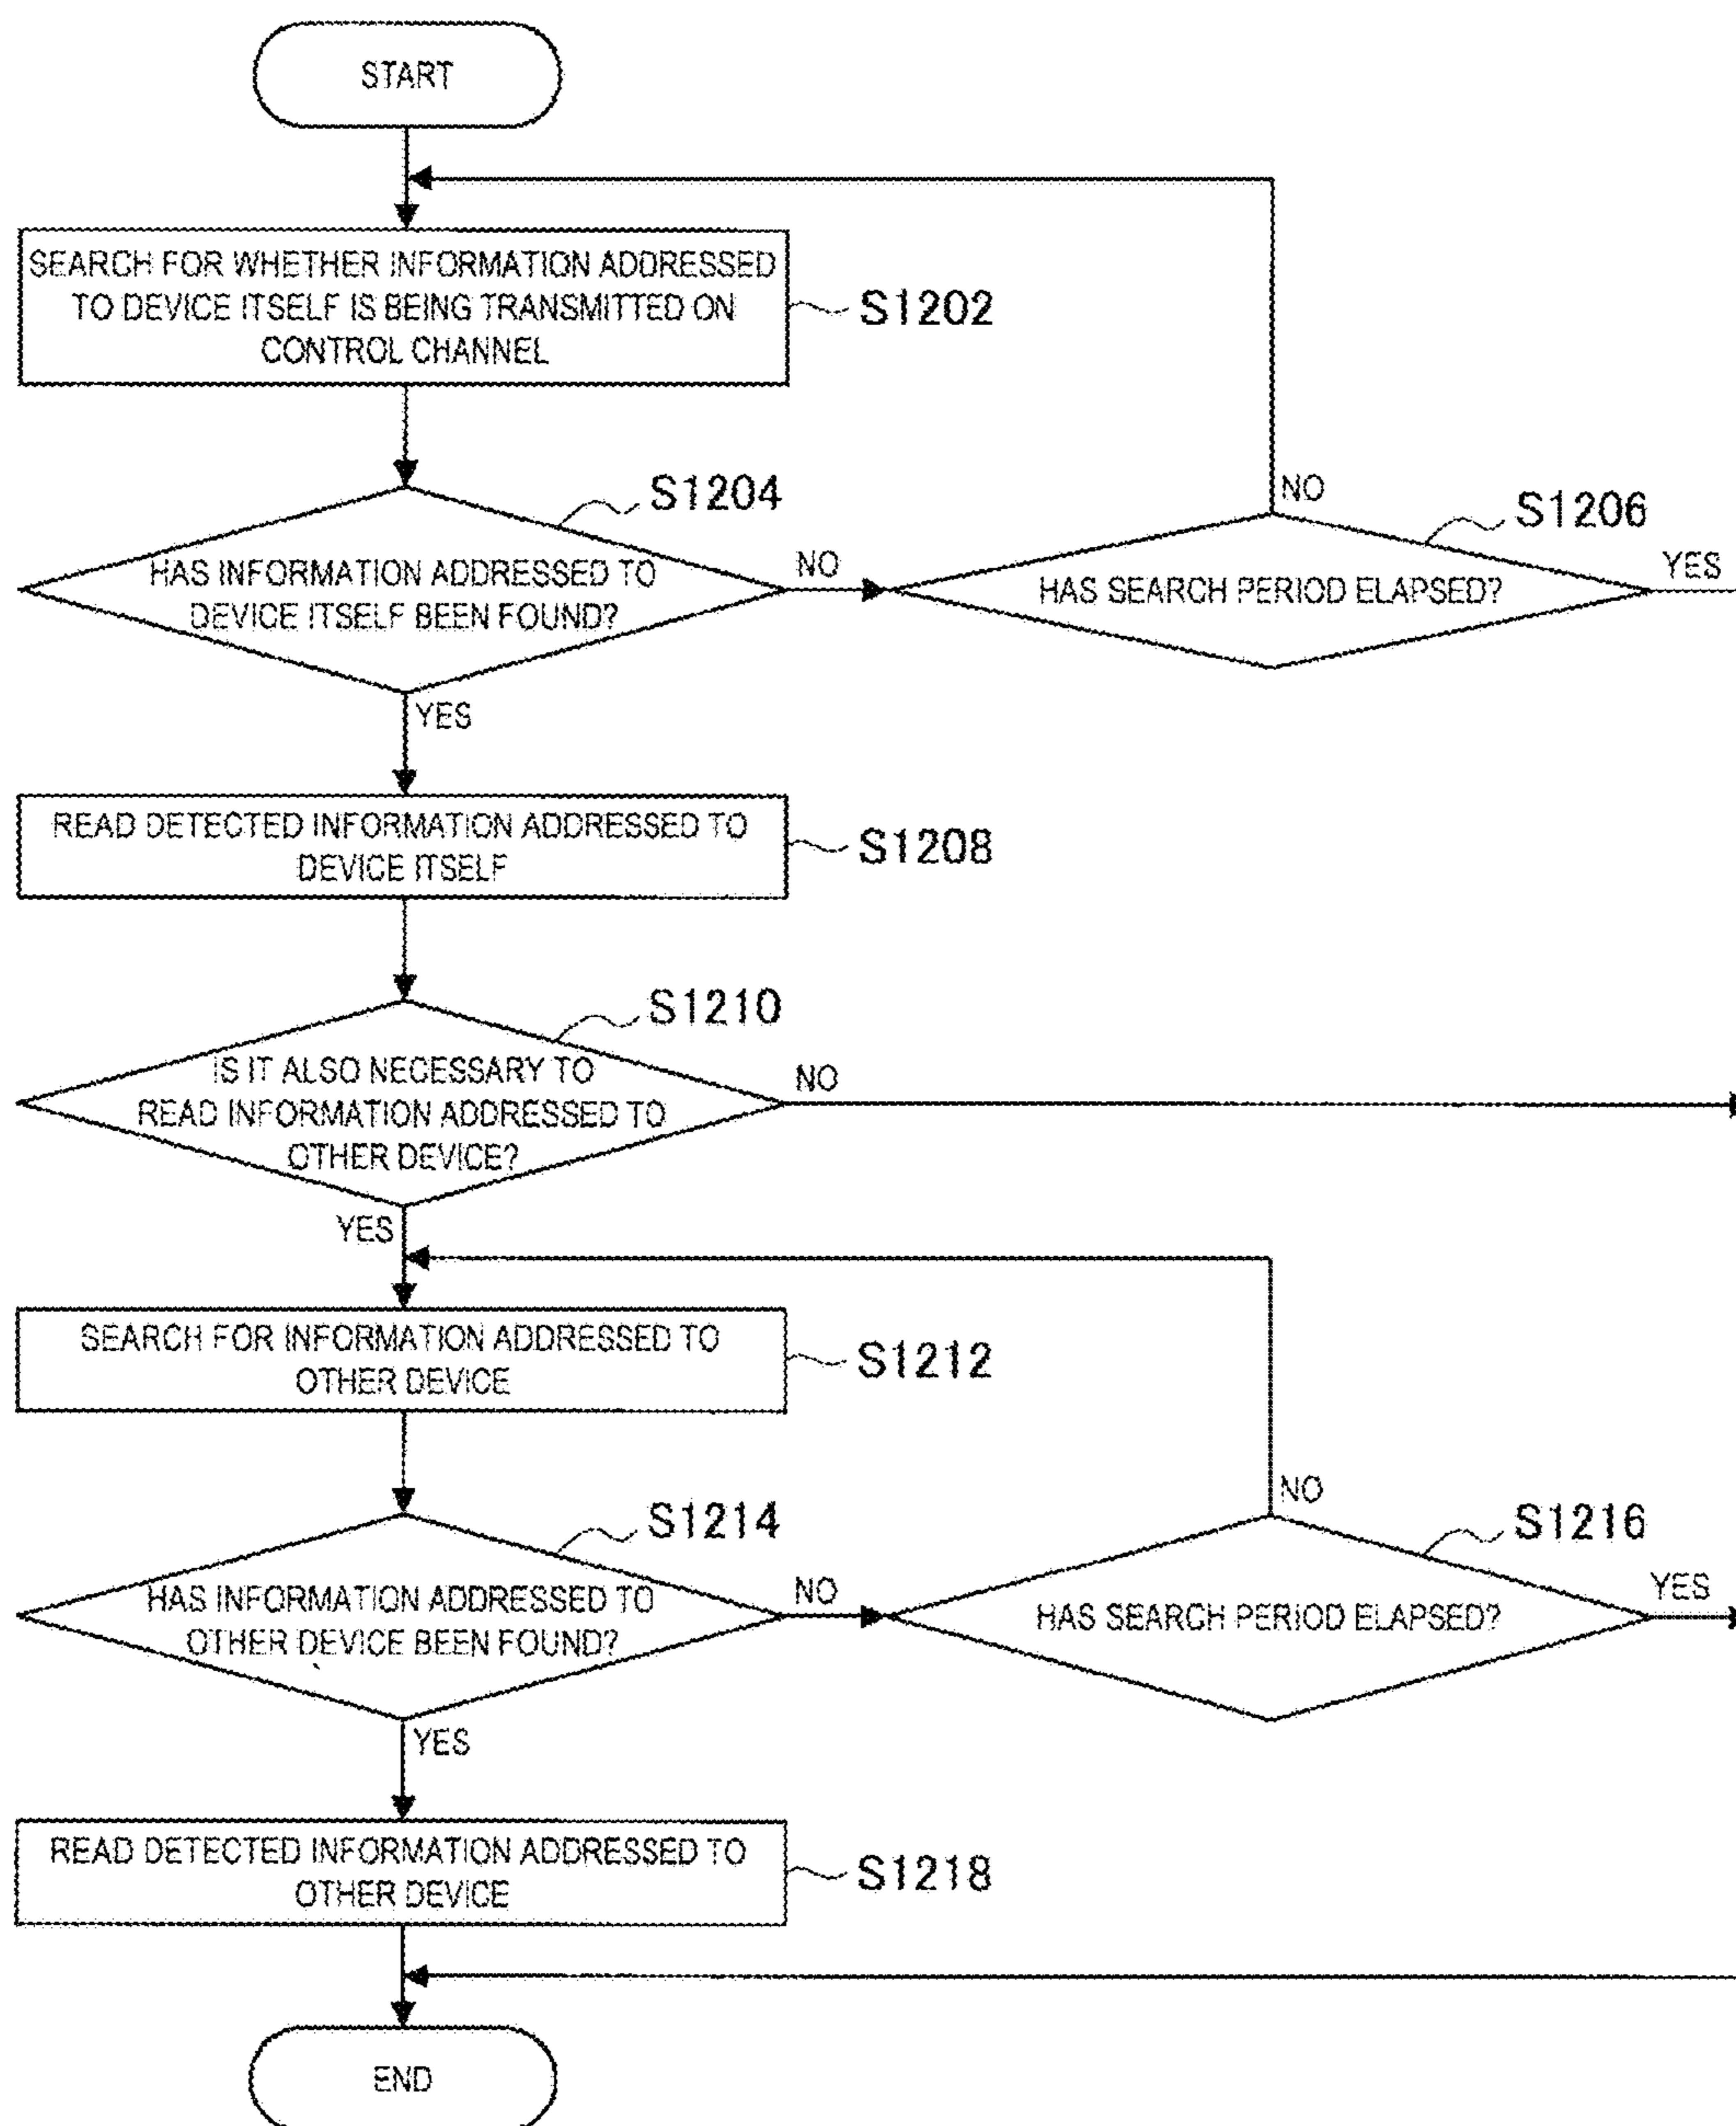 START
SEARCH FOR WHETHER INFORMATION ADDRESSED
TO DEVICE ITSELF IS BEING TRANSMITTED ON
CONTROL CHANNEL
S1202
S1204
HAS INFORMATION ADDRESSED TO
DEVICE ITSELF BEEN FOUND?
NO
YES
NO
S1206
HAS SEARCH PERIOD ELAPSED?
YES
READ DETECTED INFORMATION ADDRESSED TO
DEVICE ITSELF
S1208
S1210
IS IT ALSO NECESSARY TO
READ INFORMATION ADDRESSED TO
OTHER DEVICE?
NO
YES
SEARCH FOR INFORMATION ADDRESSED TO
OTHER DEVICE
S1212
S1214
HAS INFORMATION ADDRESSED TO
OTHER DEVICE BEEN FOUND?
NO
YES
NO
S1216
HAS SEARCH PERIOD ELAPSED?
YES
READ DETECTED INFORMATION ADDRESSED TO
OTHER DEVICE
S1218
END